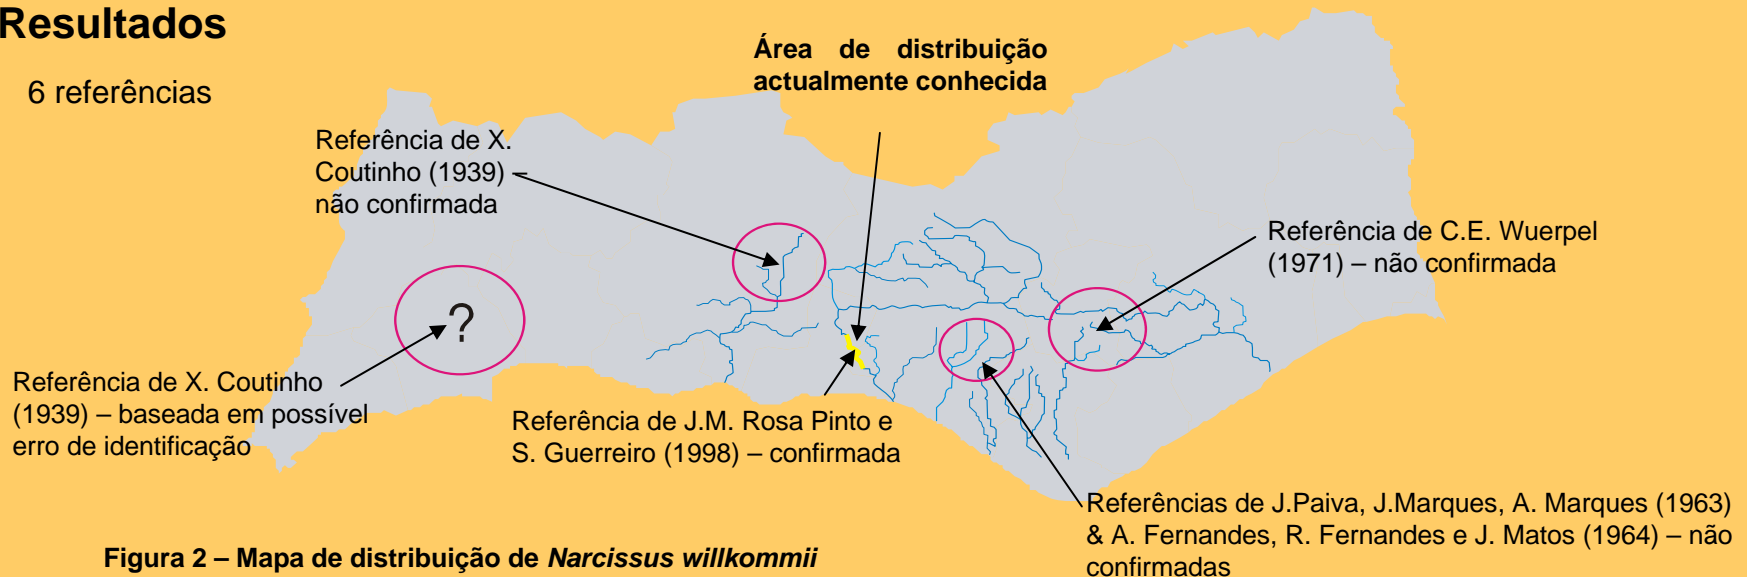 Resultados
6 referências
Área de distribuição
actualmente conhecida
Referência de X.
Coutinho (1939) –
não confirmada
Referência de C.E. Wuerpel
(1971) – não confirmada
?
Referência de X. Coutinho
(1939) – baseada em possível
erro de identificação
Referência de J.M. Rosa Pinto e
S. Guerreiro (1998) – confirmada
Referências de J.Paiva, J.Marques, A. Marques (1963)
& A. Fernandes, R. Fernandes e J. Matos (1964) – não
confirmadas
Figura 2 – Mapa de distribuição de Narcissus willkommii